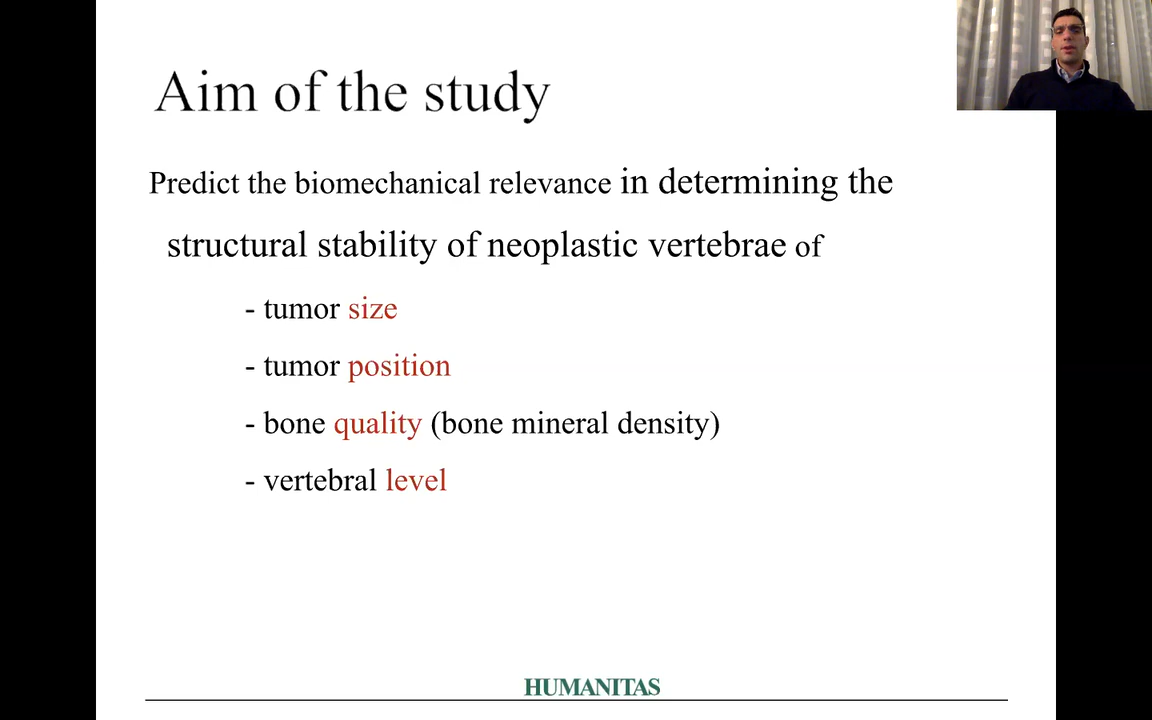 Aim of the study
Predict the biomechanical relevance in determining the
structural stability of neoplastic vertebrae of
- tumor size
- tumor position
- bone quality (bone mineral density)
- vertebral level
HUMANITAS